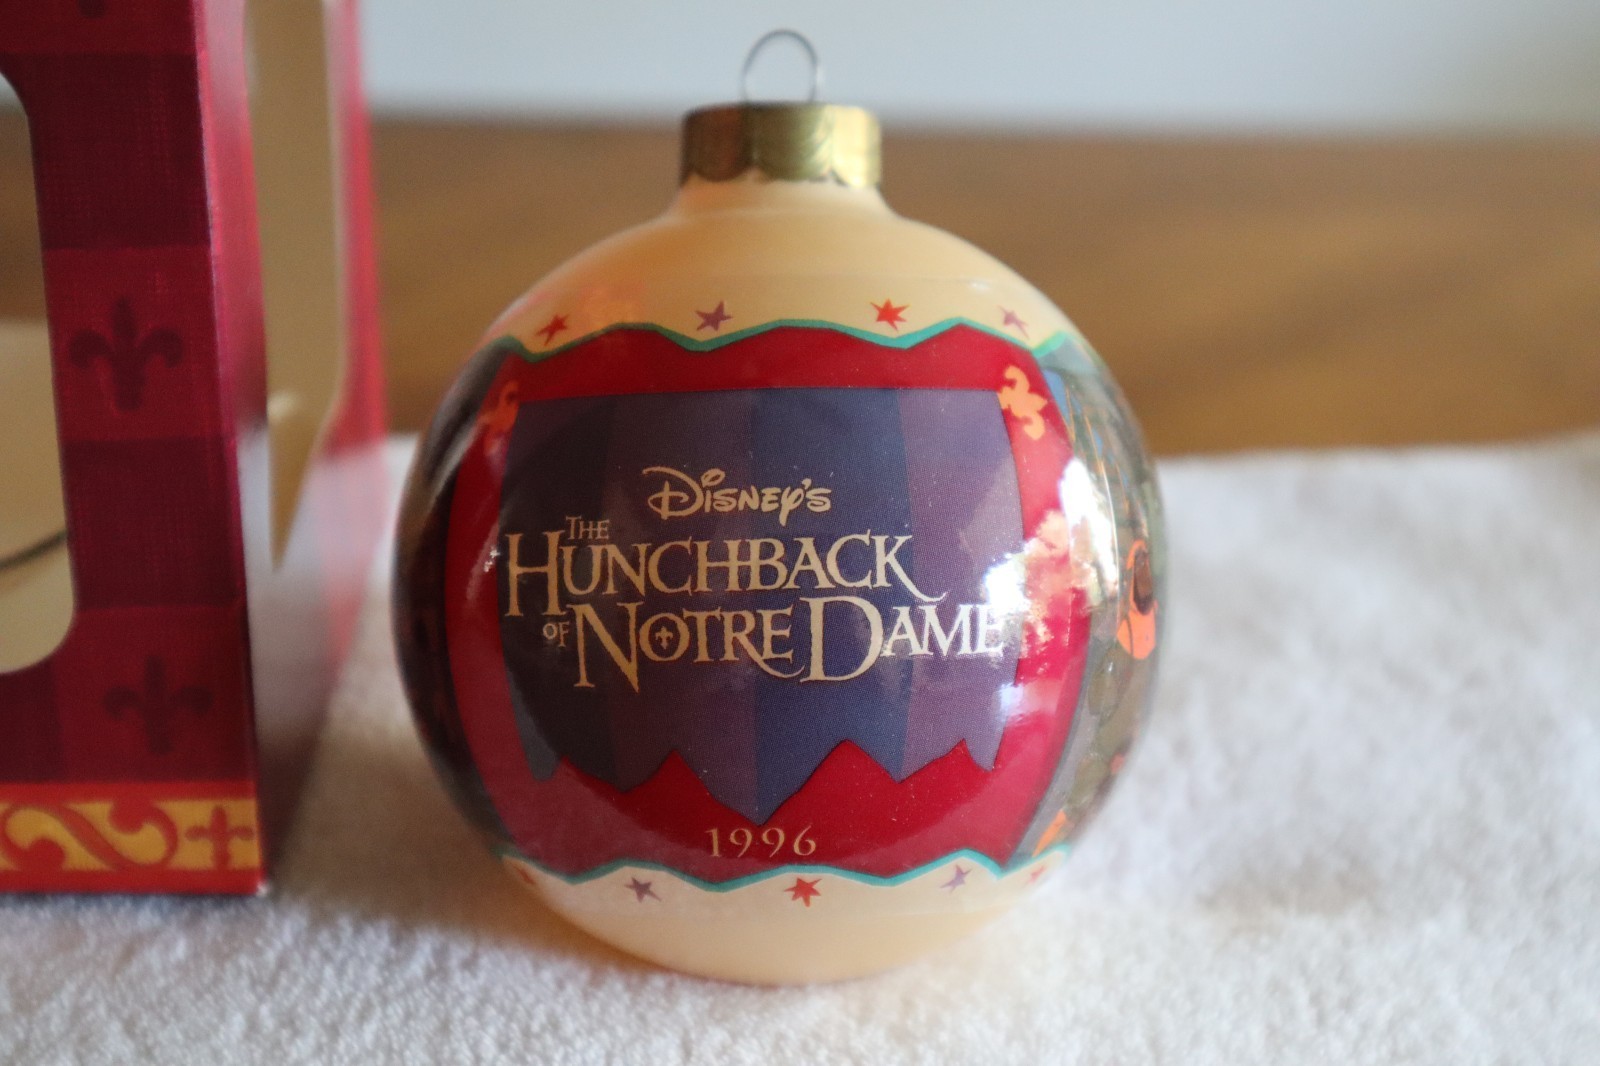 Disney's
The
Hunchback
of Notre Dame
1996